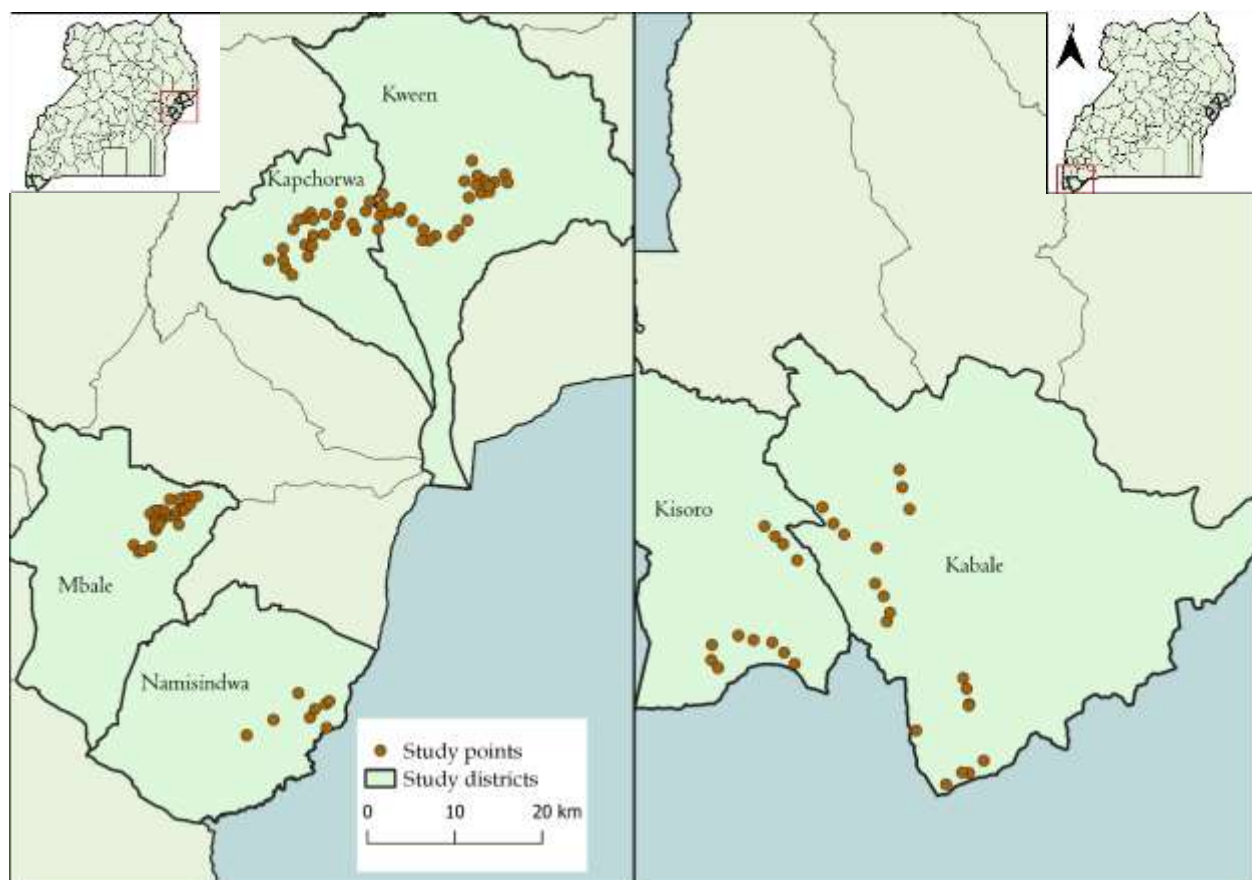 N
Kween
Kapchorwa
Mbale
Namisindwa
Kisoro
Kabale
Study points
Study districts
0 10 20 km